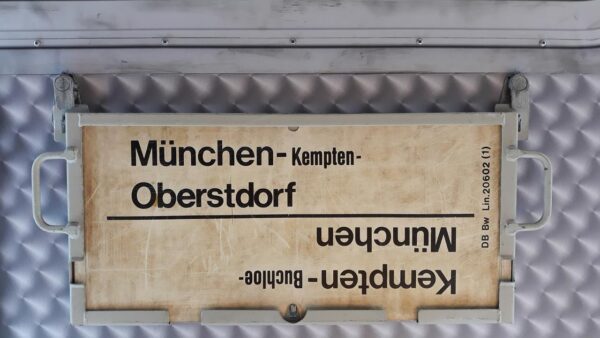 München-Kempten-
Oberstdorf
Kempten-Buchloe-
München
DB Bw Lin.20602 (1)